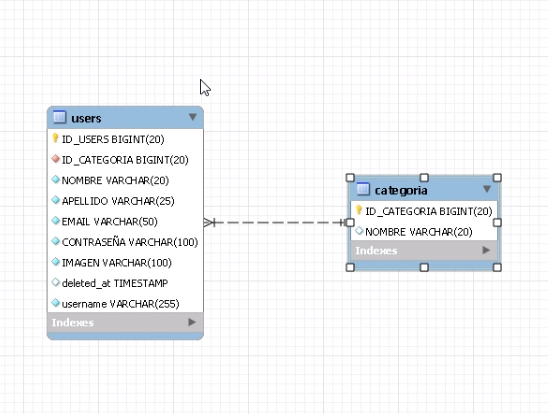 users
ID_USERS BIGINT(20)
ID_CATEGORIA BIGINT(20)
NOMBRE VARCHAR(20)
APELLIDO VARCHAR(25)
EMAIL VARCHAR(50)
CONTRASEÑA VARCHAR(100)
IMAGEN VARCHAR(100)
deleted_at TIMESTAMP
username VARCHAR(255)
Indexes
categoria
ID_CATEGORIA BIGINT(20)
NOMBRE VARCHAR(20)
Indexes